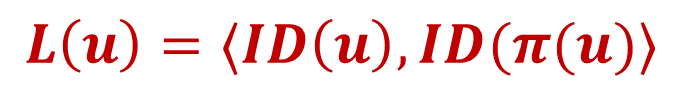 L(u) = ⟨ID(u), ID(π(u)⟩